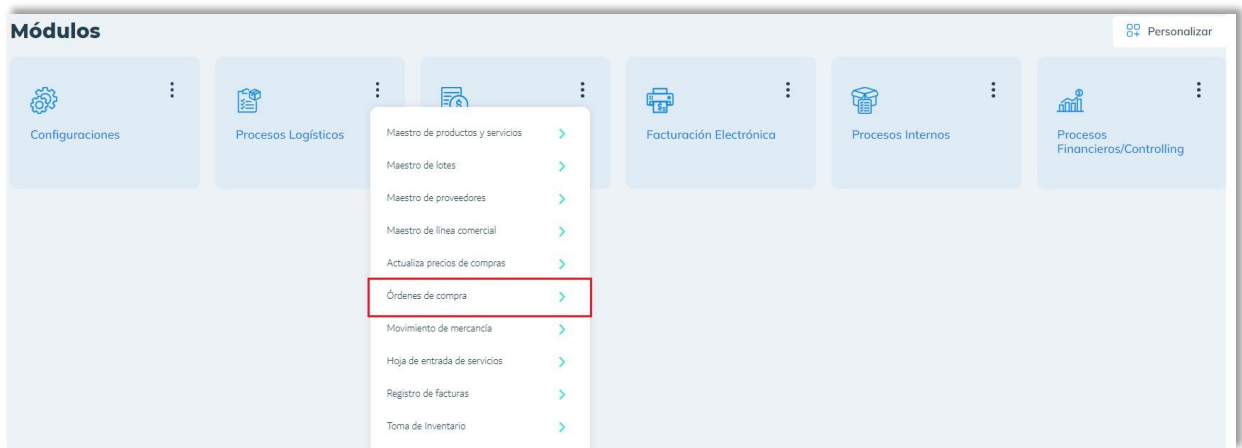 Módulos
Personalizar
Configuraciones
Procesos Logísticos
Facturación Electrónica
Procesos Internos
Procesos
Financieros/Controlling
Maestro de productos y servicios
Maestro de lotes
Maestro de proveedores
Maestro de línea comercial
Actualiza precios de compras
Órdenes de compra
Movimiento de mercancía
Hoja de entrada de servicios
Registro de facturas
Toma de Inventario